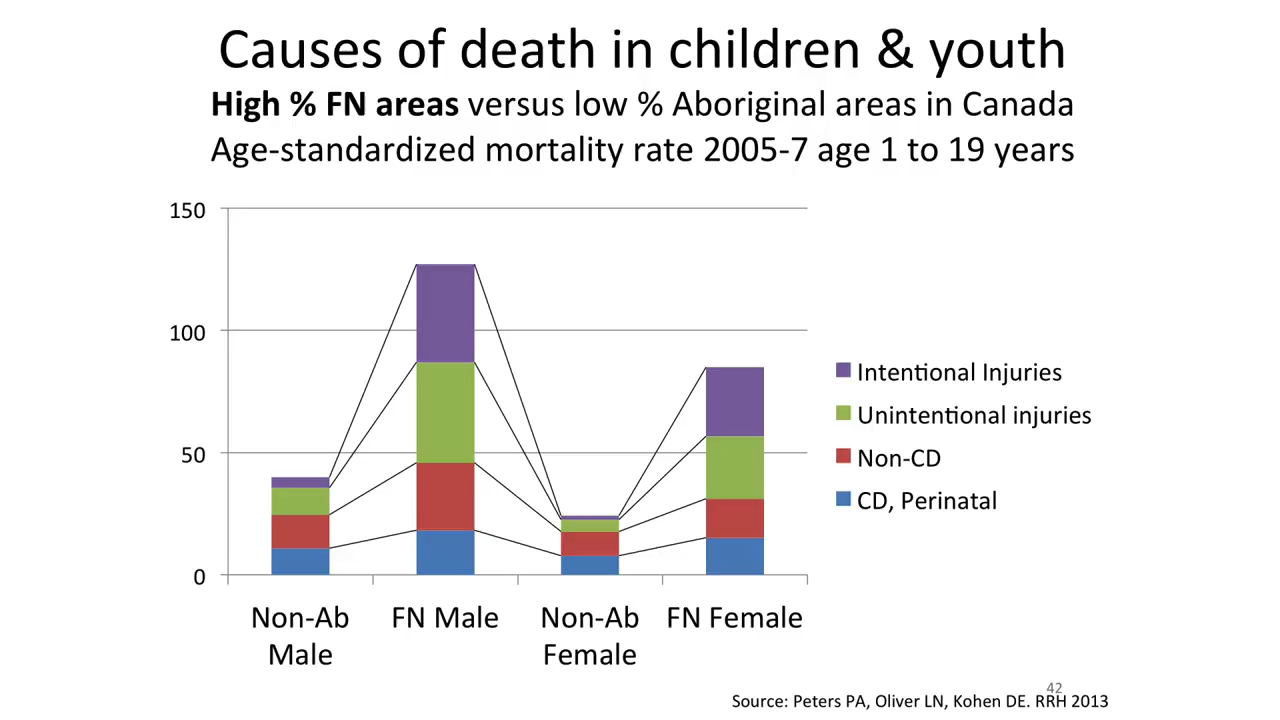 Causes of death in children & youth
High % FN areas versus low % Aboriginal areas in Canada
Age-standardized mortality rate 2005-7 age 1 to 19 years
150
100
50
0
Non-Ab
Male
FN Male
Non-Ab
Female
FN Female
Intentional Injuries
Unintentional injuries
Non-CD
CD, Perinatal
42
Source: Peters PA, Oliver LN, Kohen DE. RRH 2013